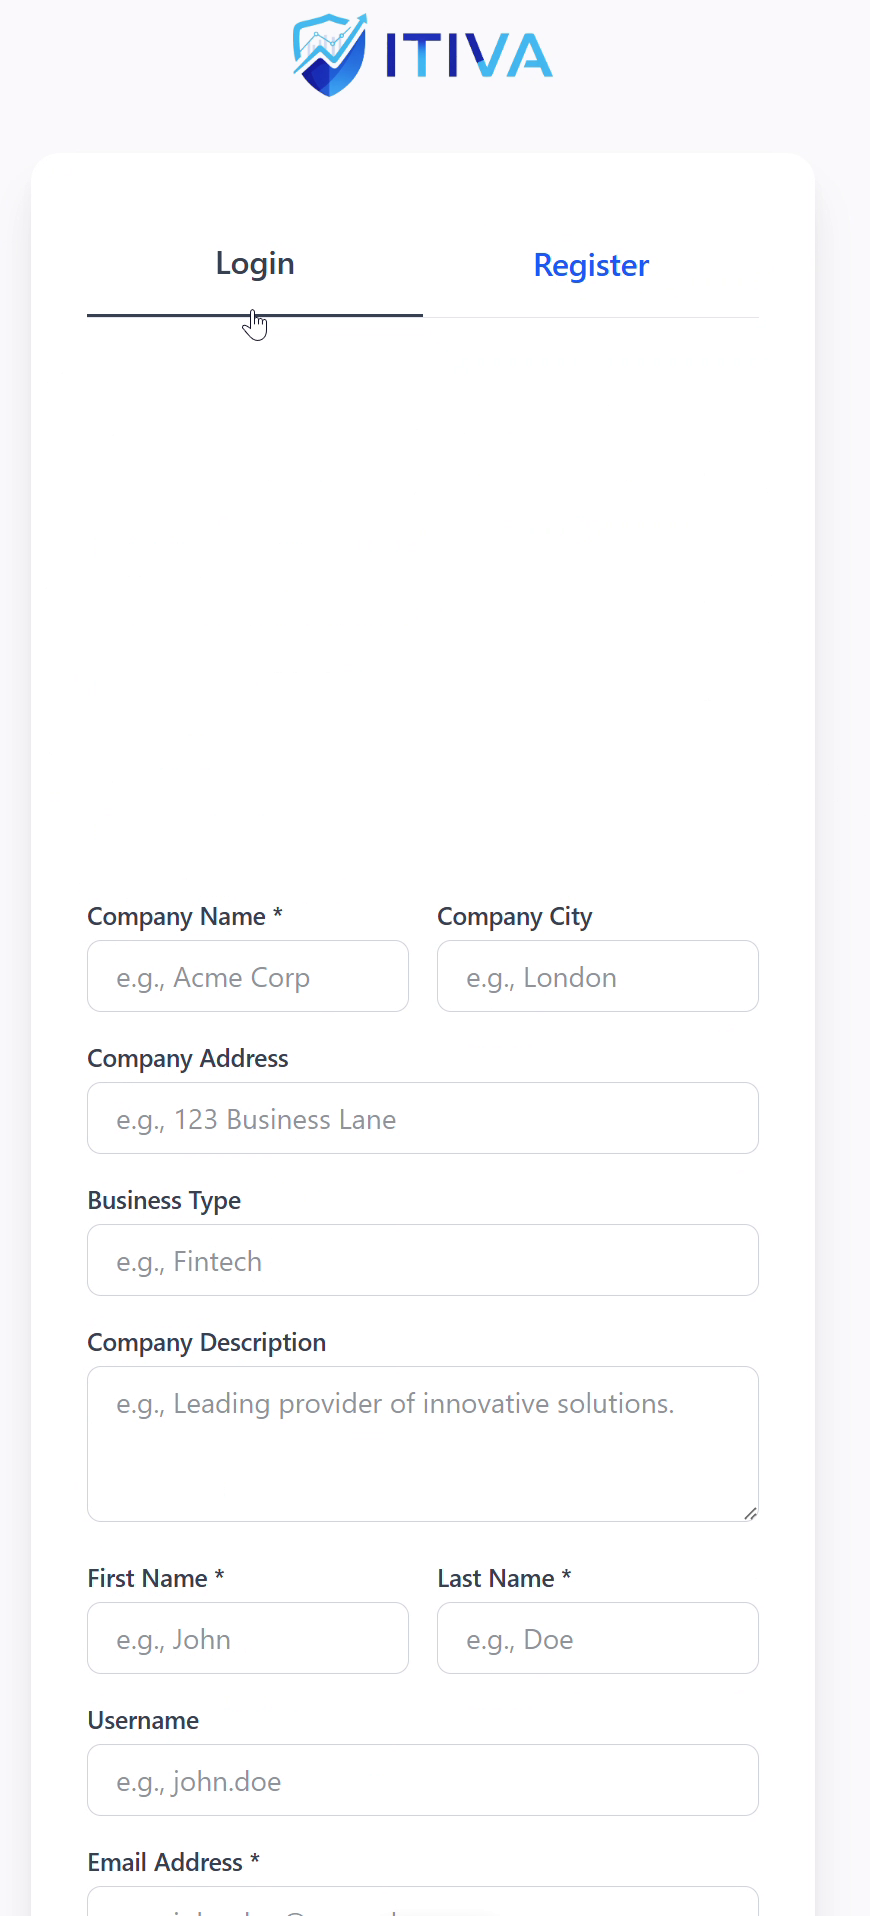 ITIVA
Login
Register
Company Name *
Company City
e.g., Acme Corp
e.g., London
Company Address
e.g., 123 Business Lane
Business Type
e.g., Fintech
Company Description
e.g., Leading provider of innovative solutions.
First Name *
Last Name *
e.g., John
e.g., Doe
Username
e.g., john.doe
Email Address *